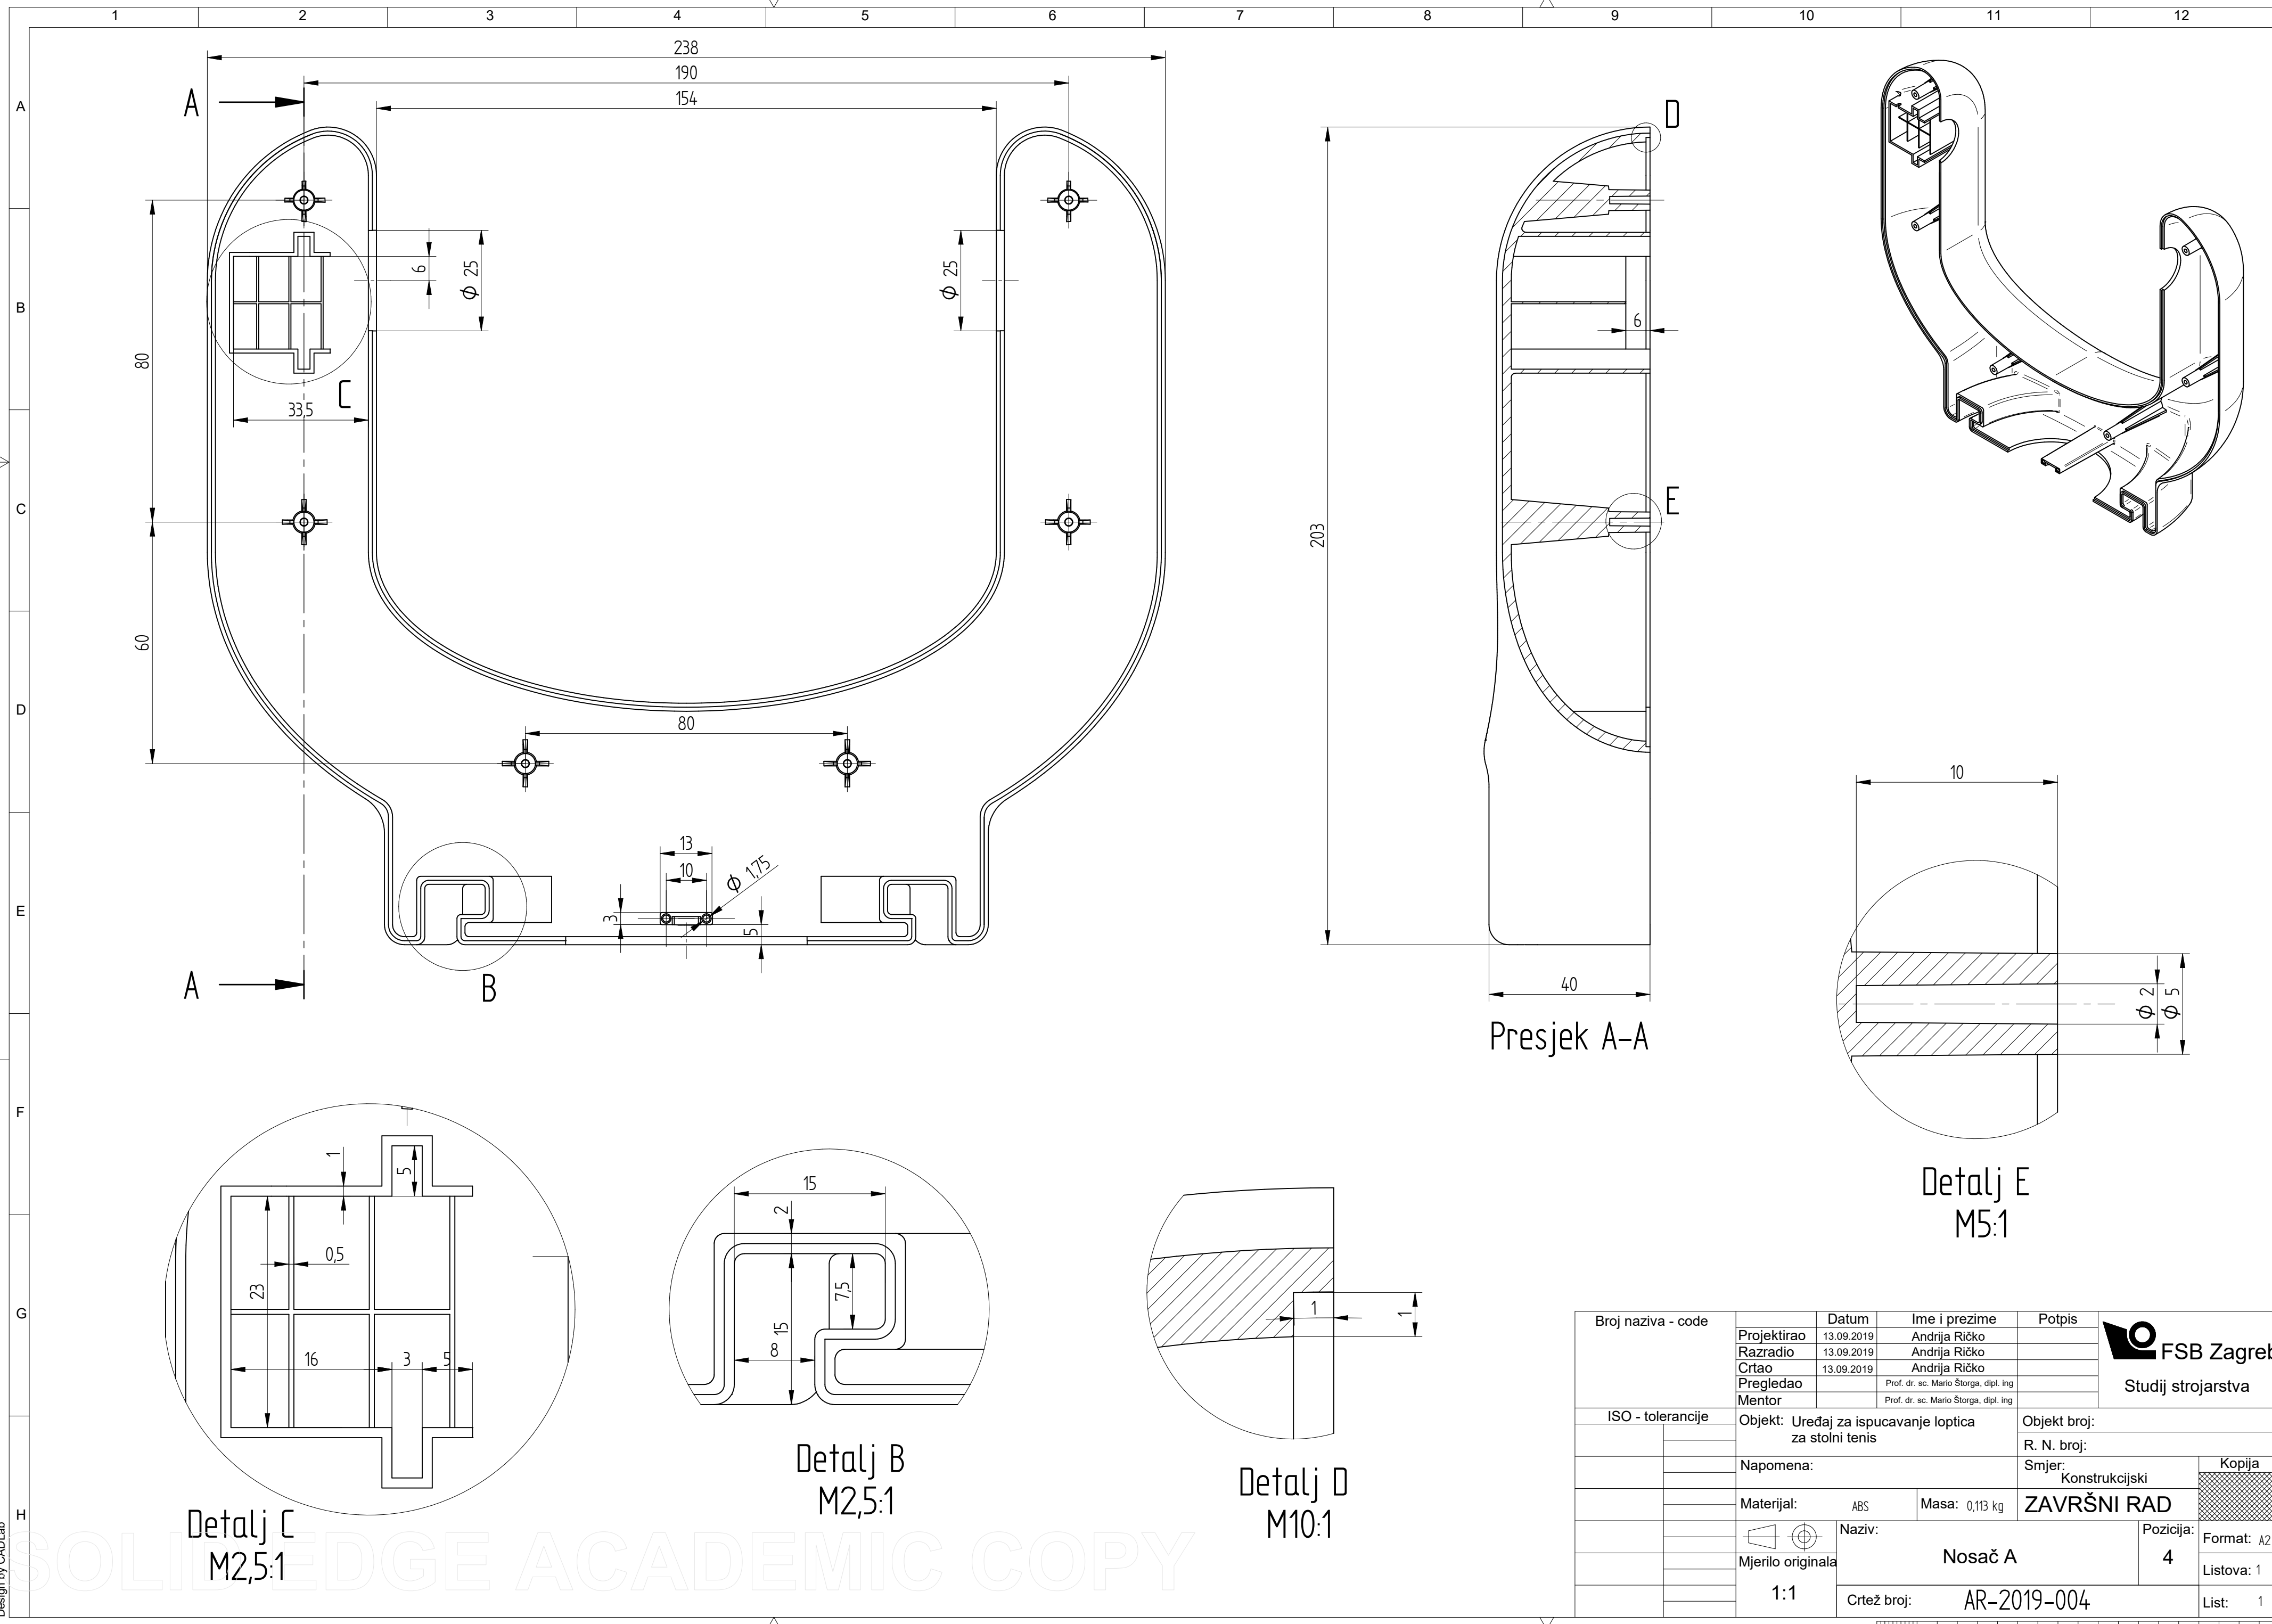 1 2 3 4 5 6 7 8 9 10 11 12
A
B
C
D
E
F
G
H
238
190
154
A
6
ϕ 25
ϕ 25
80
C
33,5
60
80
13
10
ϕ 1,75
3
5
A
B
D
6
E
203
40
Presjek A-A
10
ϕ 2
ϕ 5
Detalj E
M5:1
1
5
0,5
23
16
3
5
Detalj C
M2,5:1
15
2
7,5
15
8
Detalj B
M2,5:1
1
1
Detalj D
M10:1
SOLID EDGE ACADEMIC COPY
Design by CADLab
Broj naziva - code
Datum Ime i prezime Potpis
Projektirao 13.09.2019 Andrija Ričko
Razradio 13.09.2019 Andrija Ričko
Crtao 13.09.2019 Andrija Ričko
Pregledao Prof. dr. sc. Mario Štorga, dipl. ing
Mentor Prof. dr. sc. Mario Štorga, dipl. ing
FSB Zagreb
Studij strojarstva
ISO - tolerancije
Objekt: Uređaj za ispucavanje loptica
za stolni tenis
Objekt broj:
R. N. broj:
Napomena:
Smjer:
Konstrukcijski
Kopija
Materijal: ABS
Masa: 0,113 kg
ZAVRŠNI RAD
Naziv:
Nosač A
Pozicija:
4
Format: A2
Mjerilo originala
1:1
Listova: 1
Crtež broj: AR-2019-004
List: 1